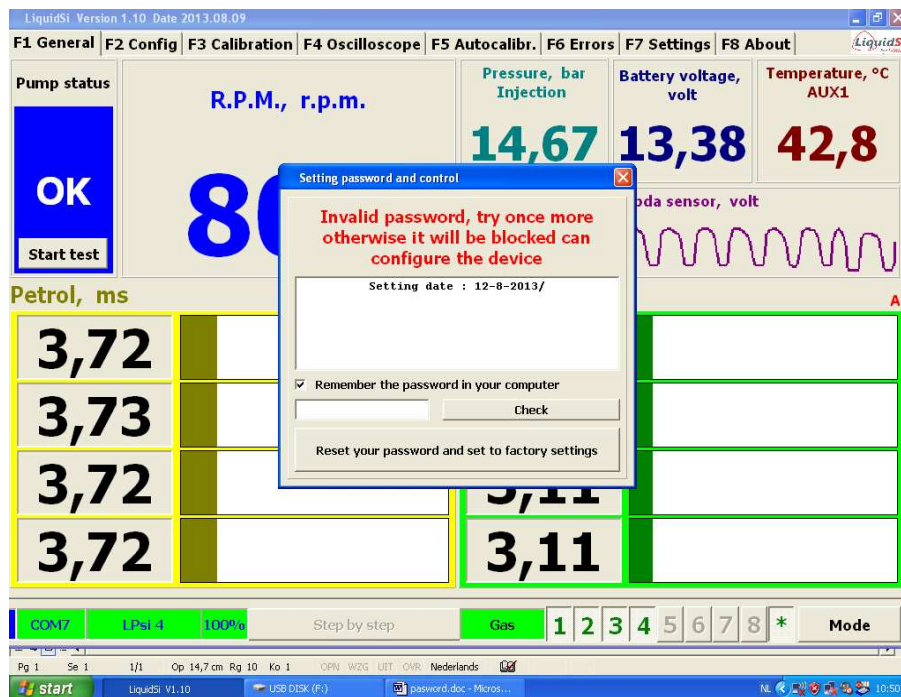 LiquidSi Version 1.10 Date 2013.08.09
F1 General F2 Config F3 Calibration F4 Oscilloscope F5 Autocalibr. F6 Errors F7 Settings F8 About
Pump status
OK
Start test
R.P.M., r.p.m.
Pressure, bar
Injection
14,67
Battery voltage,
volt
13,38
Temperature, °C
AUX1
42,8
volt
Setting password and control
Invalid password, try once more
otherwise it will be blocked can
configure the device
Setting date : 12-8-2013/
Remember the password in your computer
Check
Reset your password and set to factory settings
Petrol, ms
A
3,72
3,73
3,72
3,72
3,11
3,11
COM7 LPsi 4 100% Step by step Gas 1 2 3 4 5 6 7 8 * Mode
Pg 1 Se 1 1/1 Op 14,7 cm Rg 10 Ko 1 OPN WZG UIT OVR Nederlands
start LiquidSi V1.10 USB DISK (F:) pasword.doc - Micros... NL 10:50